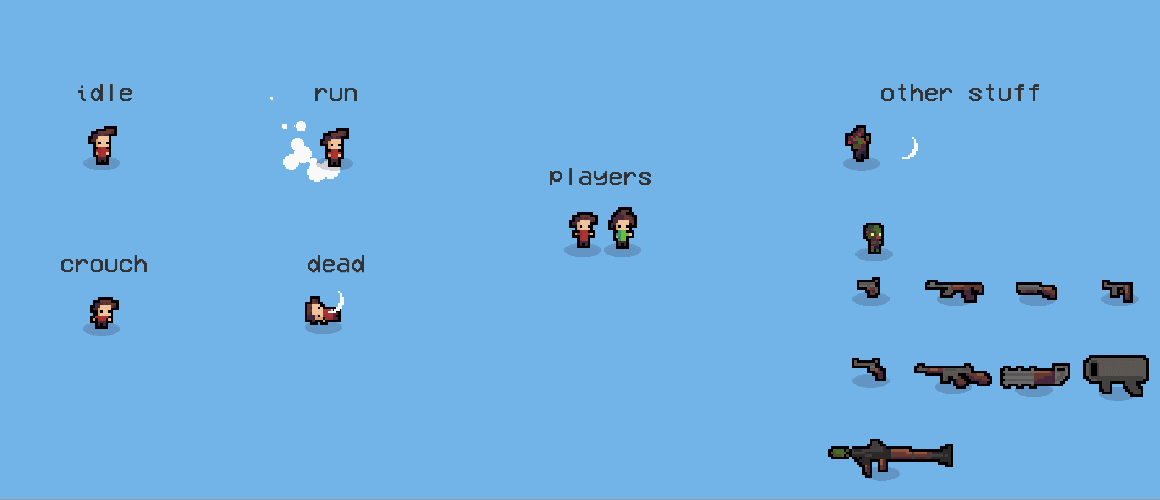 idle
run
other stuff
players
crouch
dead